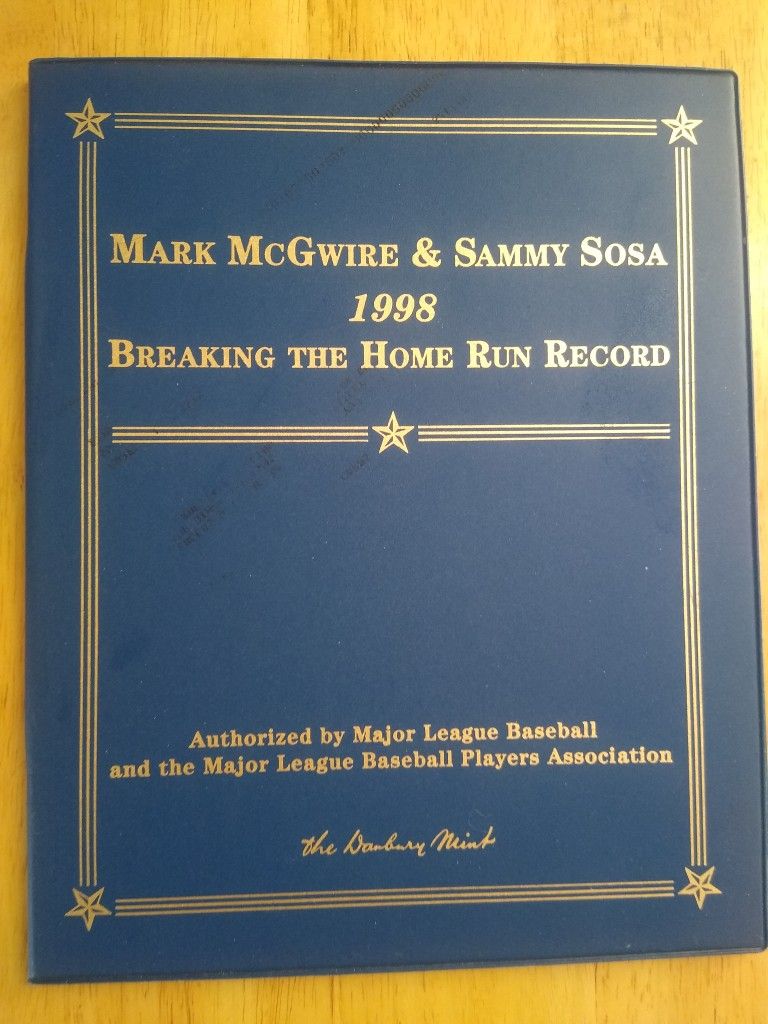 MARK MCGWIRE & SAMMY SOSA
1998
BREAKING THE HOME RUN RECORD
Authorized by Major League Baseball
and the Major League Baseball Players Association
The Danbury Mint